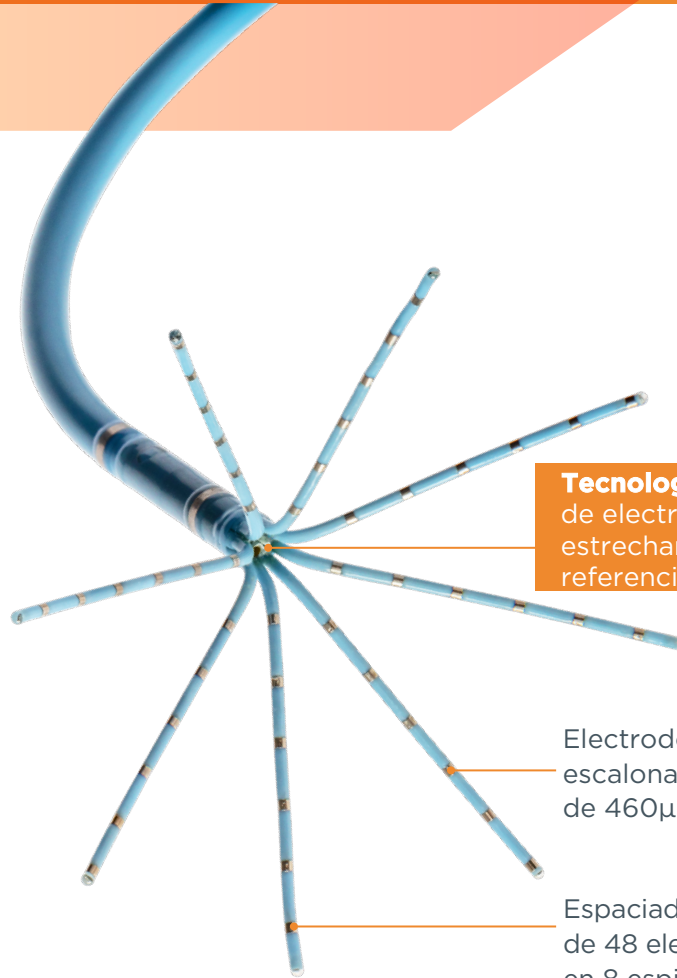 Tecnolog
de electr
estrechar
referenci
Electrod
escalona
de 460µ
Espaciad
de 48 ele
en 8 espi